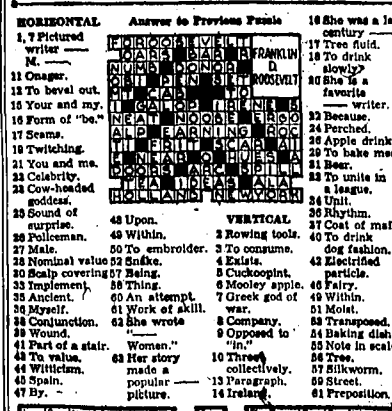 HORIZONTAL
1, 7 Pictured
writer —
M. —
11 Onager.
12 To bevel out.
15 Your and my.
16 Form of "be."
17 Seams.
19 Twitching.
21 You and me.
22 Celebrity.
23 Cow-headed
goddess.
25 Sound of
surprise.
26 Policeman.
27 Male.
28 Nominal value
30 Scalp covering
33 Implement.
35 Ancient.
36 Myself.
38 Conjunction.
39 Wound.
41 Part of a stair.
43 To value.
44 Witticism.
45 Spain.
47 By.
Answer to Previous Puzzle
FRANKLIN
D.
ROOSEVELT
48 Upon.
49 Within.
50 To embroider.
52 Snake.
57 Being.
58 Thing.
60 An attempt.
61 Work of skill.
62 She wrote
"—
Women."
63 Her story
made a
popular —
picture.
VERTICAL
2 Rowing tools.
3 To consume.
4 Exists.
5 Cuckoopint.
6 Mooley apple.
7 Greek god of
war.
8 Company.
9 Opposed to
"in."
10 Three
collectively.
13 Paragraph.
14 Ireland.
16 She was a
century —
17 Tree fluid.
18 To drink
slowly.
20 She is a
favorite
— writer.
22 Because.
24 Perched.
26 Apple drink
29 To bake
31 Beer.
32 To unite in
a league.
34 Unit.
36 Rhythm.
37 Coat of
40 To drink
dog fashion.
42 Electrified
particle.
46 Fairy.
49 Within.
51 Moist.
53 Transposed.
54 Baking
55 Note in
56 Tree.
57 Silkworm.
59 Street.
61 Preposition